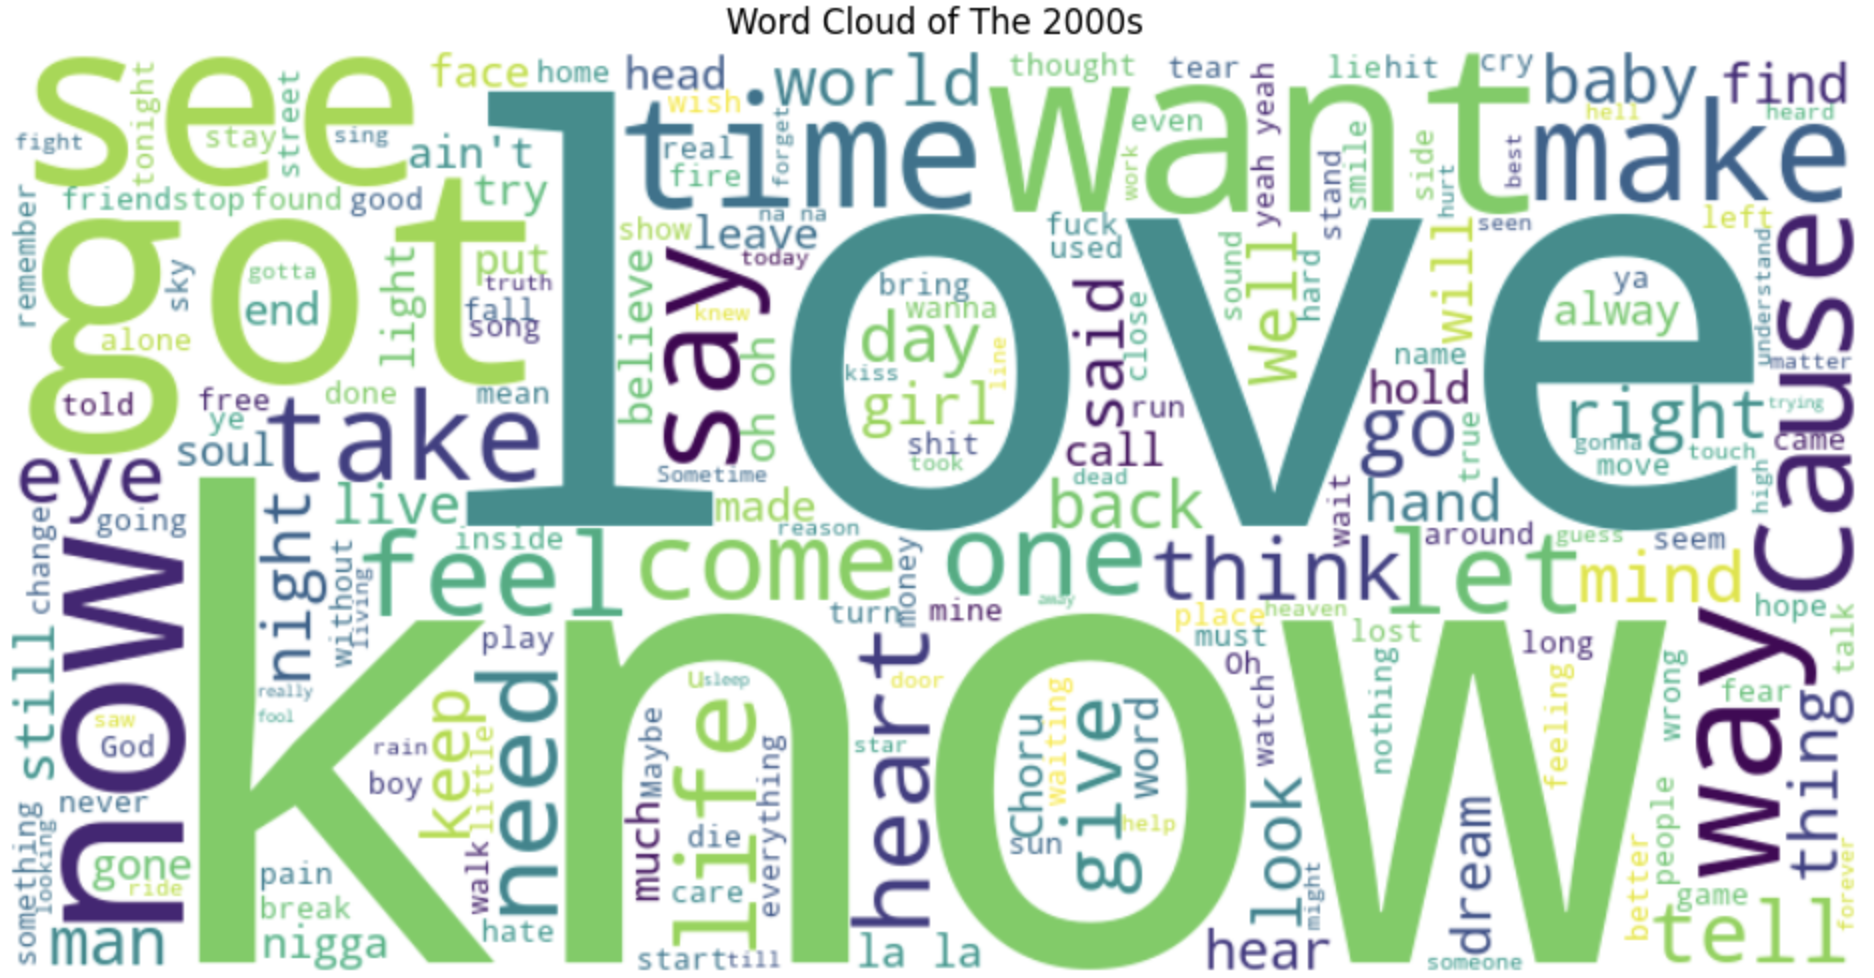 Word Cloud of The 2000s
see
face
home
head
world
thought
tear
yeah yeah
lie
hit
cry
baby
find
tonight
street
wish
want
hell
heard
fight
stay
sing
ain't
love
time
real
forget
even
smile
side
best
make
fire
work
stand
hurt
remember
friend
stop
found
good
try
na na
show
leave
fuck
used
seen
left
got
sky
gotta
end
light
put
truth
fall
song
believe
say
today
bring
wanna
knew
day
said
close
sound
Well
hard
will
ya
alway
understand
Cause
alone
oh oh
kiss
line
girl
name
matter
told
free
done
mean
run
hold
right
trying
ye
take
shit
call
go
true
gonna
touch
came
soul
Sometime
took
dead
move
eye
live
made
back
wait
hand
high
going
night
inside
reason
around
guess
seem
change
now
feel
come
one
think
let
mind
without
living
money
amay
turn
mine
place
heaven
hope
still
know
play
must
lost
long
talk
Oh
way
really
need
u
sleep
heart
door
waiting
watch
nothing
feeling
wrong
fear
thing
saw
fool
keep
God
rain
little
Maybe
life
everything
star
Choru
give
word
boy
never
much
die
help
look
dream
people
something
looking
sun
gone
ride
pain
walk
care
might
better
game
forever
break
man
nigga
hate
start
till
la la
hear
someone
tell